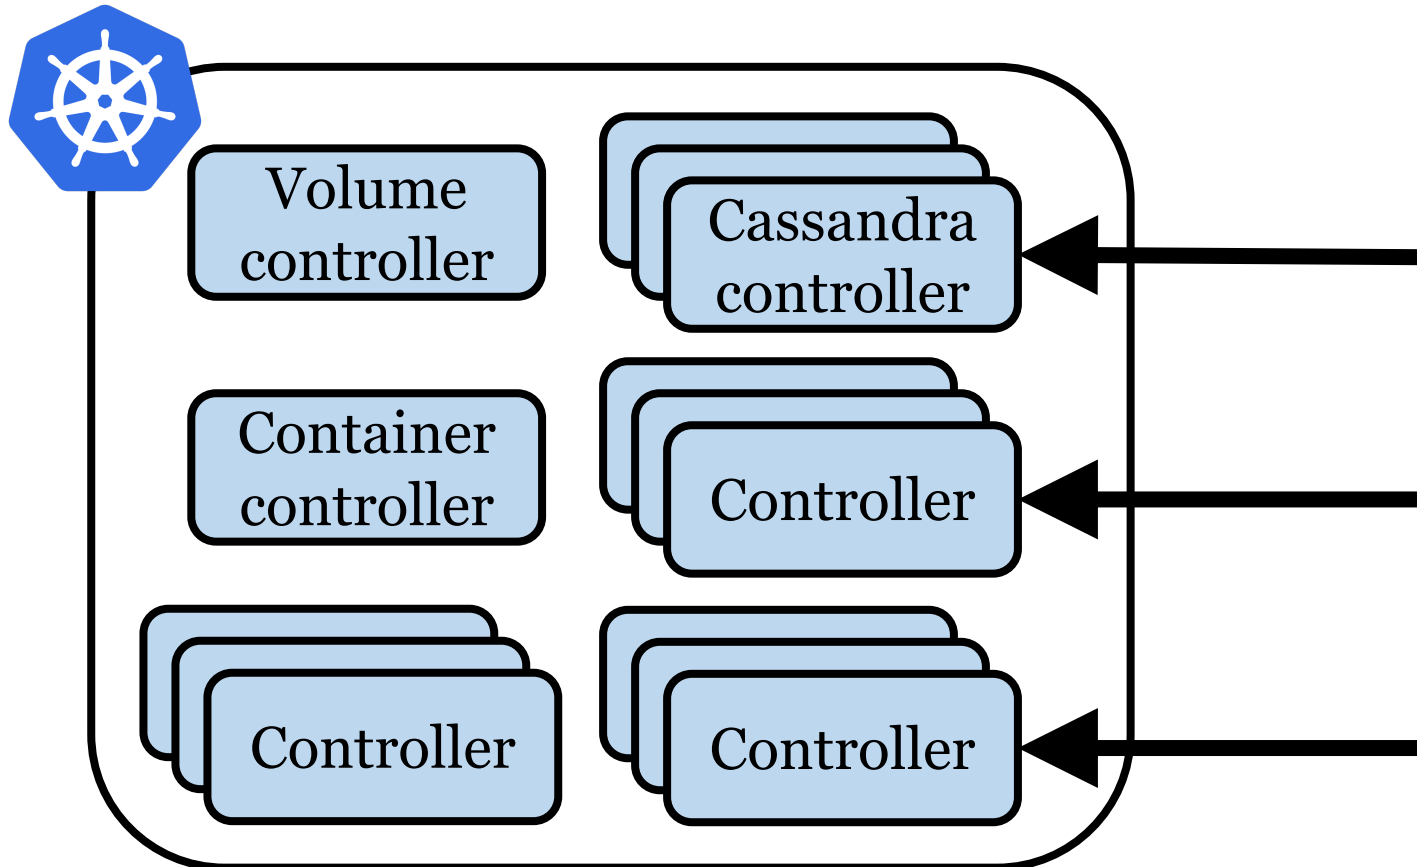 Volume
controller
Cassandra
controller
Container
controller
Controller
Controller
Controller